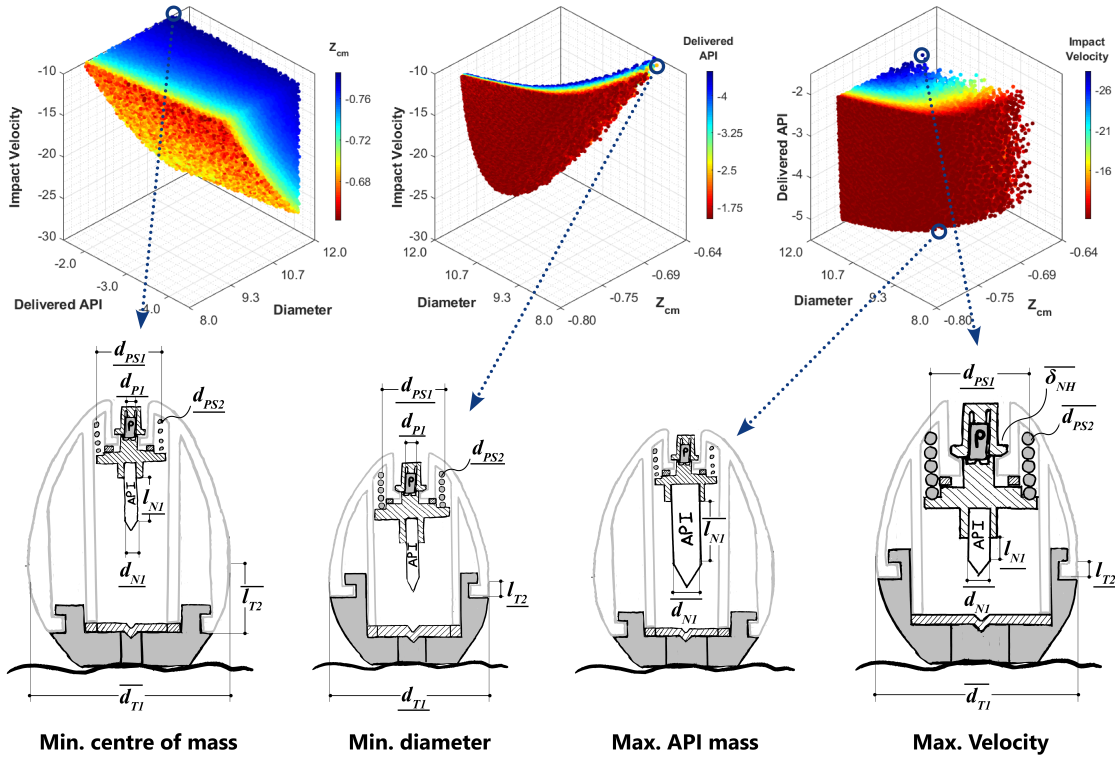 Z_cm
-0.76
-0.72
-0.68
Impact Velocity
-10
-15
-20
-25
-30
-2.0
-3.0
-4.0
Delivered API
8.0
9.3
10.7
12.0
Diameter
Delivered
API
-4
-3.25
-2.5
-1.75
Impact Velocity
-10
-15
-20
-25
-30
12.0
10.7
9.3
8.0
Diameter
-0.80
-0.75
-0.69
-0.64
Z_cm
Impact
Velocity
-26
-21
-16
Delivered API
-2
-3
-4
-5
12.0
10.7
9.3
8.0
Diameter
-0.80
-0.75
-0.69
-0.64
Z_cm
d_PS1
d_P1
d_PS2
P
API
l_N1
d_N1
l_T2
d_T1
d_PS1
d_P1
d_PS2
P
API
l_T2
d_T1
API
l_N1
d_N1
d_PS1
δ_NH
d_PS2
P
API
l_N1
d_N1
l_T2
d_T1
Min. centre of mass
Min. diameter
Max. API mass
Max. Velocity